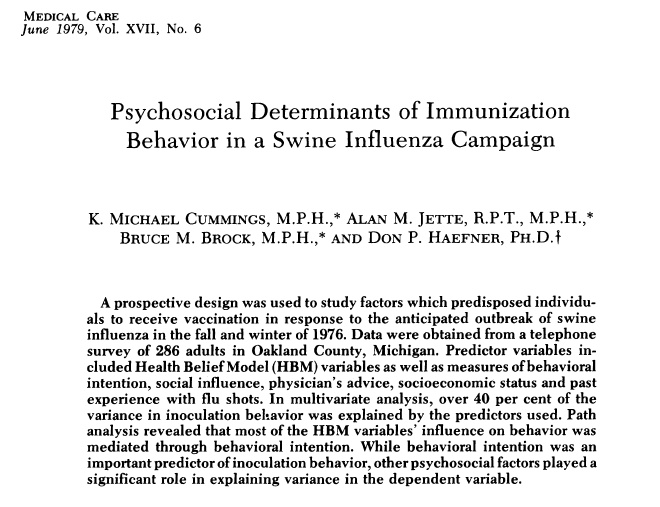 MEDICAL CARE
June 1979, Vol. XVII, No. 6
Psychosocial Determinants of Immunization
Behavior in a Swine Influenza Campaign
K. MICHAEL CUMMINGS, M.P.H.,* ALAN M. JETTE, R.P.T., M.P.H.,*
BRUCE M. BROCK, M.P.H.,* AND DON P. HAEFNER, PH.D.†
A prospective design was used to study factors which predisposed individu-
als to receive vaccination in response to the anticipated outbreak of swine
influenza in the fall and winter of 1976. Data were obtained from a telephone
survey of 286 adults in Oakland County, Michigan. Predictor variables in-
cluded Health Belief Model (HBM) variables as well as measures of behavioral
intention, social influence, physician's advice, socioeconomic status and past
experience with flu shots. In multivariate analysis, over 40 per cent of the
variance in inoculation behavior was explained by the predictors used. Path
analysis revealed that most of the HBM variables' influence on behavior was
mediated through behavioral intention. While behavioral intention was an
important predictor of inoculation behavior, other psychosocial factors played a
significant role in explaining variance in the dependent variable.